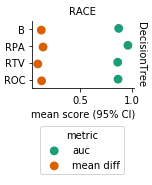 RACE
B
RPA
RTV
ROC
DecisionTree
0.5
1.0
mean score (95% CI)
metric
auc
mean diff